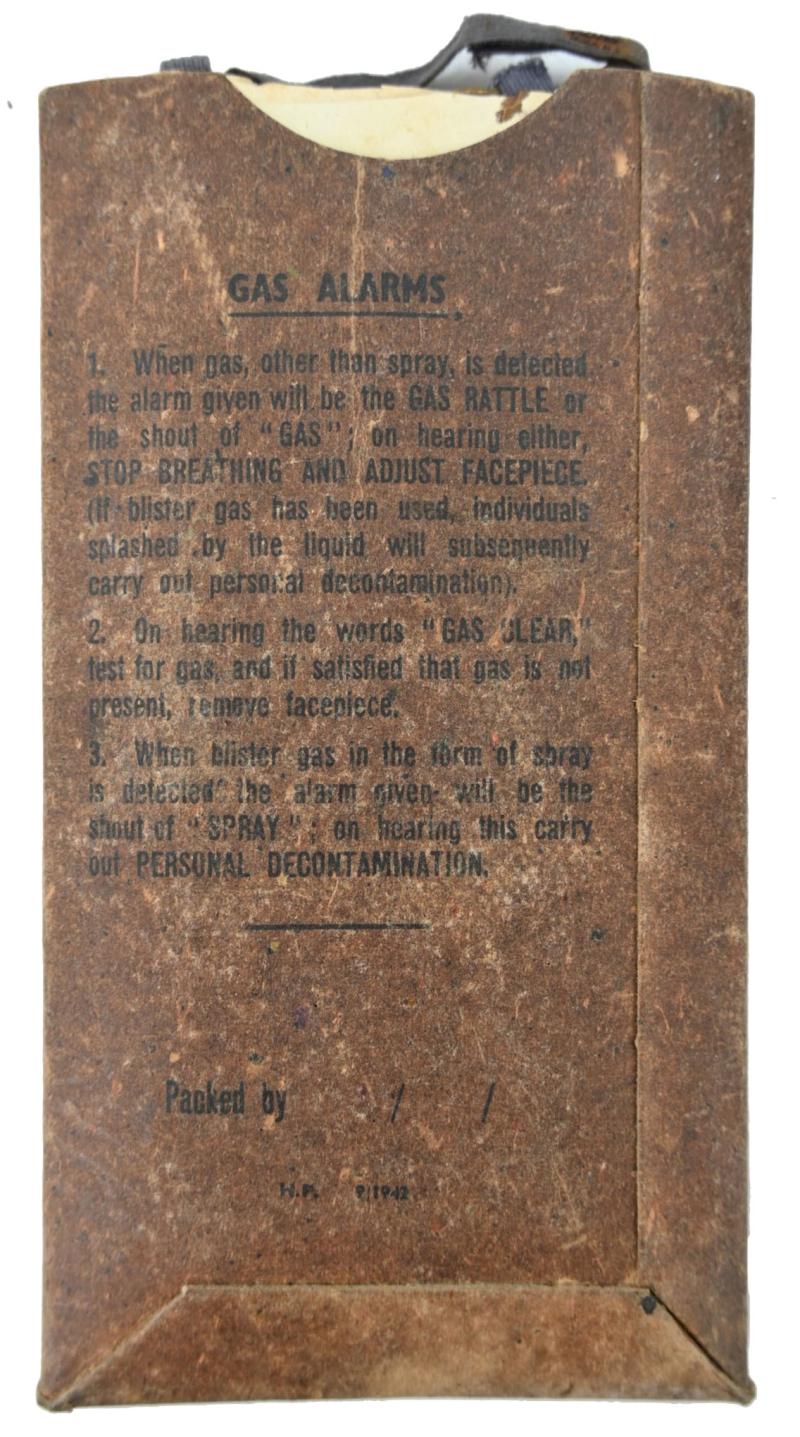 GAS ALARMS
1. When gas, other than spray, is detected
the alarm given will be the GAS RATTLE or
the shout of "GAS"; on hearing either,
STOP BREATHING AND ADJUST FACEPIECE.
(If blister gas has been used, individuals
splashed by the liquid will subsequently
carry out personal decontamination).
2. On hearing the words "GAS CLEAR,"
test for gas, and if satisfied that gas is not
present, remove facepiece.
3. When blister gas in the form of spray
is detected the alarm given will be the
shout of "SPRAY"; on hearing this carry
out PERSONAL DECONTAMINATION.
Packed by / /
9/1942